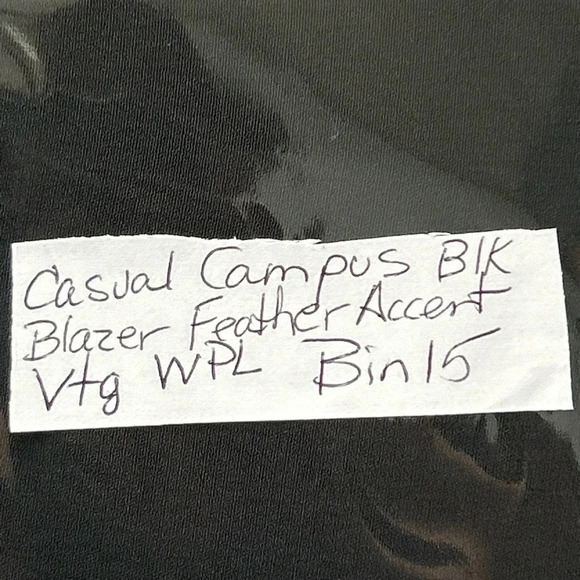 Casual Campus Blk
Blazer Feather Accent
Vtg WPL Bin 15